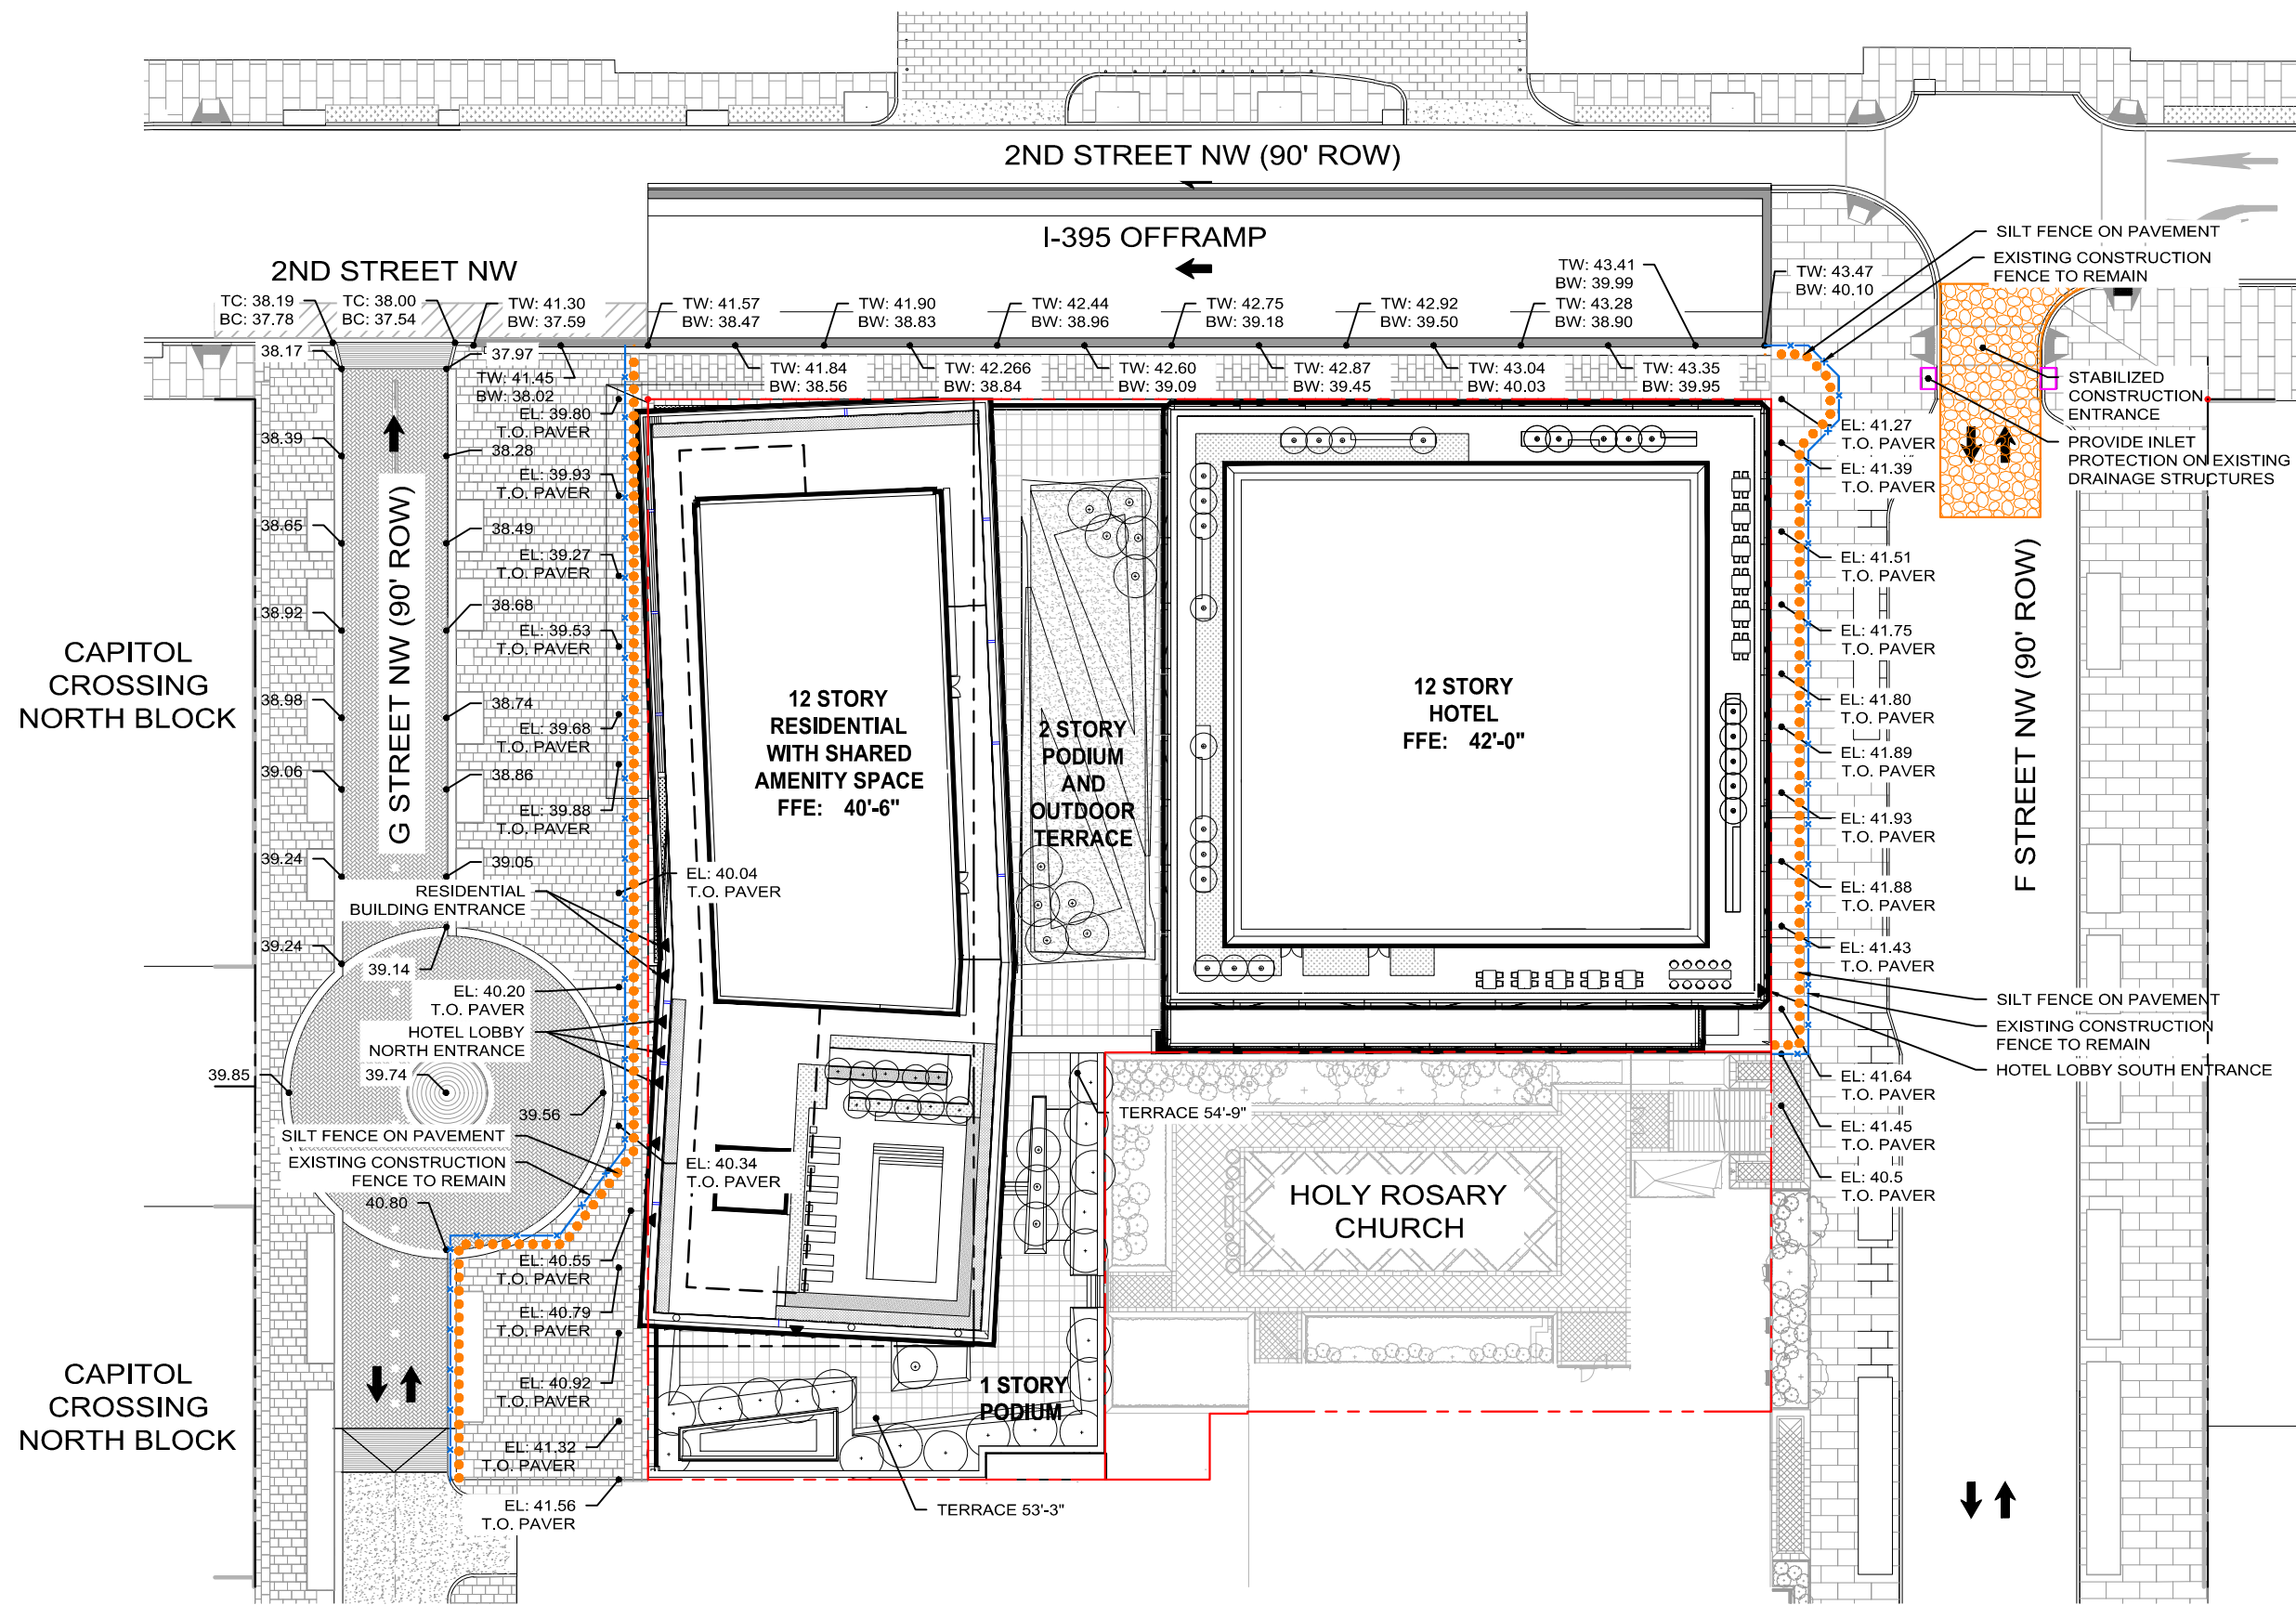 2ND STREET NW (90' ROW)
I-395 OFFRAMP
2ND STREET NW
TC: 38.19
BC: 37.78
TC: 38.00
BC: 37.54
TW: 41.30
BW: 37.59
TW: 41.57
BW: 38.47
TW: 41.90
BW: 38.83
TW: 42.44
BW: 38.96
TW: 42.75
BW: 39.18
TW: 42.92
BW: 39.50
TW: 43.41
BW: 39.99
TW: 43.28
BW: 38.90
TW: 43.47
BW: 40.10
TW: 41.45
BW: 38.02
TW: 41.84
BW: 38.56
TW: 42.266
BW: 38.84
TW: 42.60
BW: 39.09
TW: 42.87
BW: 39.45
TW: 43.04
BW: 40.03
TW: 43.35
BW: 39.95
SILT FENCE ON PAVEMENT
EXISTING CONSTRUCTION
FENCE TO REMAIN
STABILIZED
CONSTRUCTION
ENTRANCE
PROVIDE INLET
PROTECTION ON EXISTING
DRAINAGE STRUCTURES
38.17
38.39
38.65
38.92
38.98
39.06
39.24
39.24
39.85
37.97
38.28
38.49
38.68
38.74
38.86
39.05
39.14
39.74
39.56
40.80
G STREET NW (90' ROW)
CAPITOL
CROSSING
NORTH BLOCK
CAPITOL
CROSSING
NORTH BLOCK
EL: 39.80
T.O. PAVER
EL: 39.93
T.O. PAVER
EL: 39.27
T.O. PAVER
EL: 39.53
T.O. PAVER
EL: 39.68
T.O. PAVER
EL: 39.88
T.O. PAVER
EL: 40.04
T.O. PAVER
RESIDENTIAL
BUILDING ENTRANCE
EL: 40.20
T.O. PAVER
HOTEL LOBBY
NORTH ENTRANCE
SILT FENCE ON PAVEMENT
EXISTING CONSTRUCTION
FENCE TO REMAIN
EL: 40.34
T.O. PAVER
EL: 40.55
T.O. PAVER
EL: 40.79
T.O. PAVER
EL: 40.92
T.O. PAVER
EL: 41.32
T.O. PAVER
EL: 41.56
T.O. PAVER
12 STORY
RESIDENTIAL
WITH SHARED
AMENITY SPACE
FFE: 40'-6"
2 STORY
PODIUM
AND
OUTDOOR
TERRACE
12 STORY
HOTEL
FFE: 42'-0"
TERRACE 54'-9"
HOLY ROSARY
CHURCH
1 STORY
PODIUM
TERRACE 53'-3"
EL: 41.27
T.O. PAVER
EL: 41.39
T.O. PAVER
EL: 41.51
T.O. PAVER
EL: 41.75
T.O. PAVER
EL: 41.80
T.O. PAVER
EL: 41.89
T.O. PAVER
EL: 41.93
T.O. PAVER
EL: 41.88
T.O. PAVER
EL: 41.43
T.O. PAVER
SILT FENCE ON PAVEMENT
EXISTING CONSTRUCTION
FENCE TO REMAIN
HOTEL LOBBY SOUTH ENTRANCE
EL: 41.64
T.O. PAVER
EL: 41.45
T.O. PAVER
EL: 40.5
T.O. PAVER
F STREET NW (90' ROW)